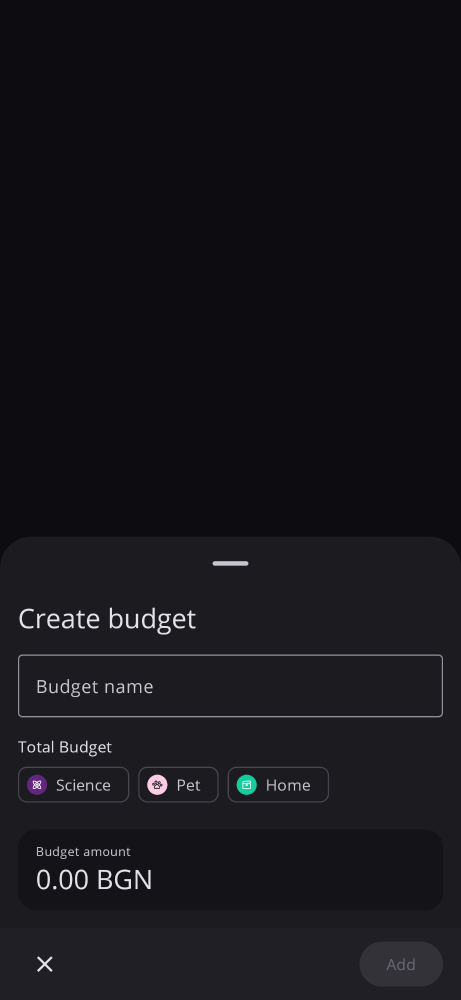 Create budget
Budget name
Total Budget
Science Pet Home
Budget amount
0.00 BGN
Add